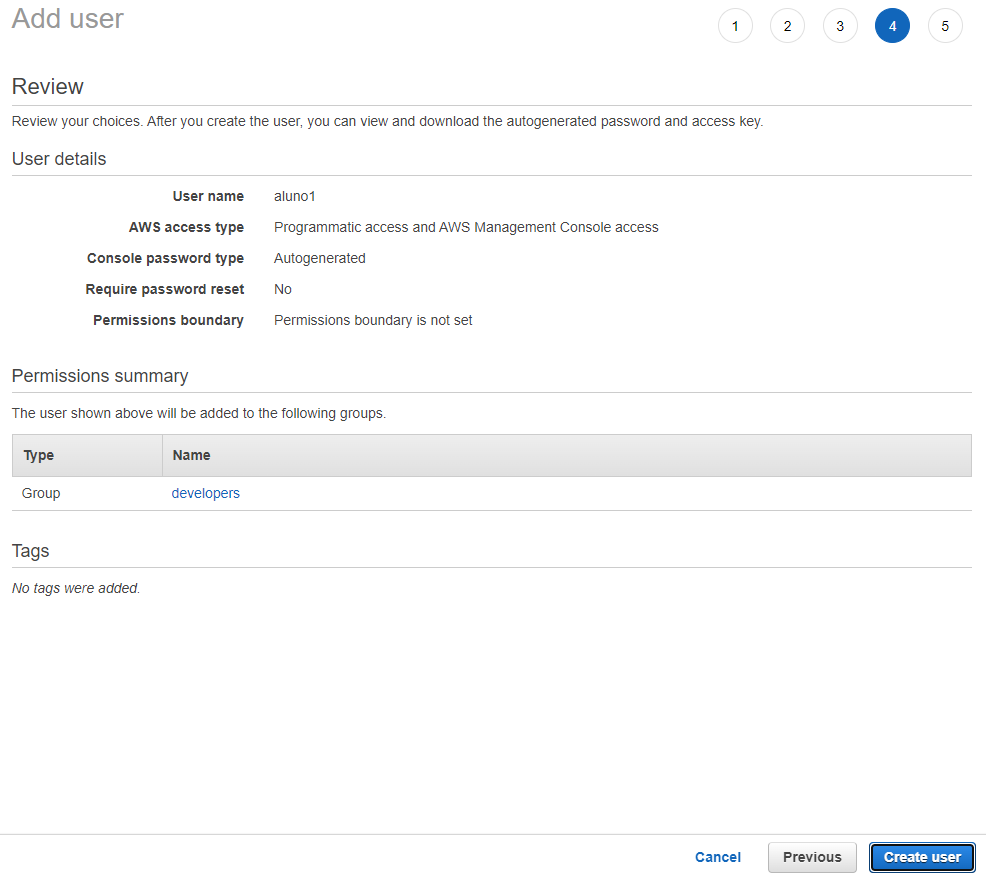 Add user
1 2 3 4 5
Review
Review your choices. After you create the user, you can view and download the autogenerated password and access key.
User details
User name aluno1
AWS access type Programmatic access and AWS Management Console access
Console password type Autogenerated
Require password reset No
Permissions boundary Permissions boundary is not set
Permissions summary
The user shown above will be added to the following groups.
Type Name
Group developers
Tags
No tags were added.
Cancel Previous Create user